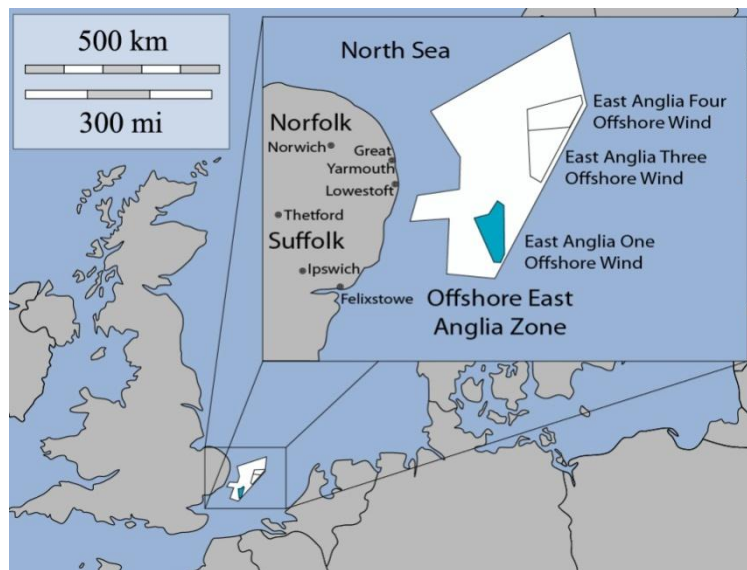 500 km
300 mi
North Sea
East Anglia Four
Offshore Wind
Norfolk
Norwich
Great
Yarmouth
East Anglia Three
Offshore Wind
Lowestoft
Thetford
Suffolk
East Anglia One
Offshore Wind
Ipswich
Felixstowe
Offshore East
Anglia Zone